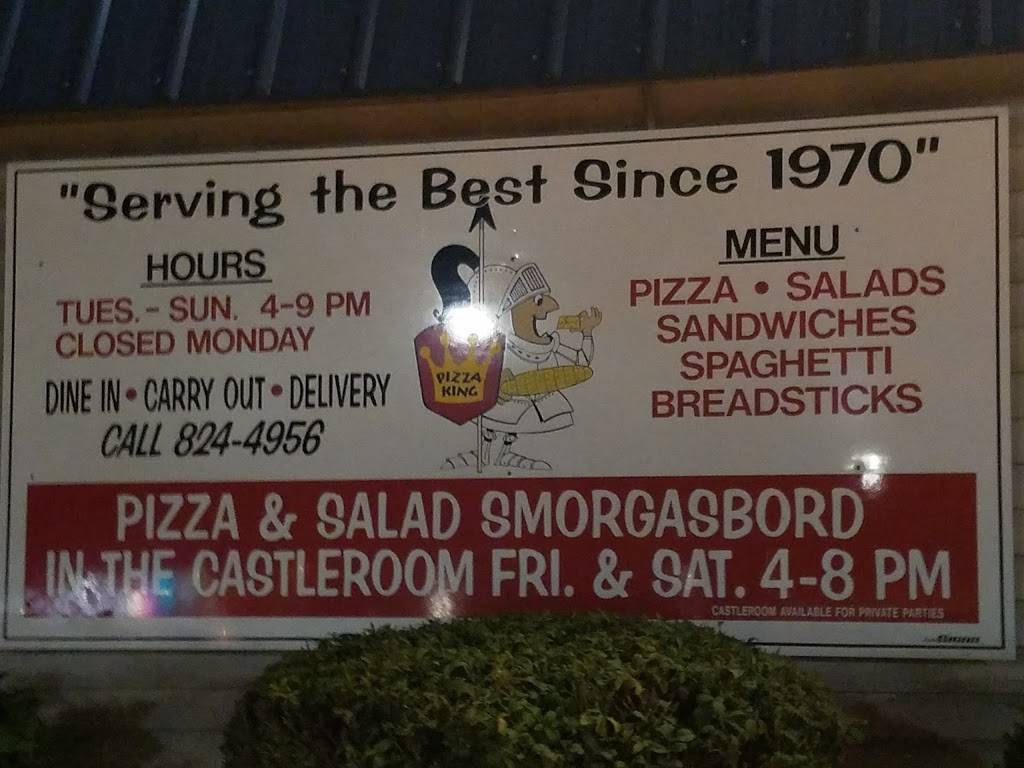 "Serving the Best Since 1970"
HOURS
TUES. - SUN. 4-9 PM
CLOSED MONDAY
DINE IN • CARRY OUT • DELIVERY
CALL 824-4956
PIZZA
KING
MENU
PIZZA • SALADS
SANDWICHES
SPAGHETTI
BREADSTICKS
PIZZA & SALAD SMORGASBORD
IN THE CASTLEROOM FRI. & SAT. 4-8 PM
CASTLEROOM AVAILABLE FOR PRIVATE PARTIES